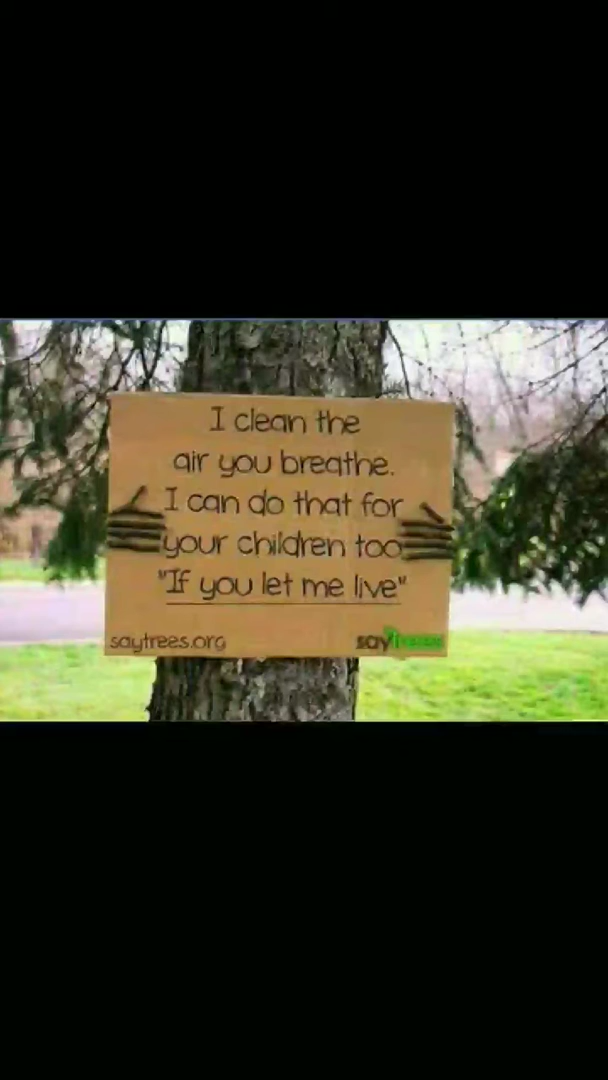 I clean the
air you breathe.
I can do that for
your children too
"If you let me live"
saytrees.org
saytrees